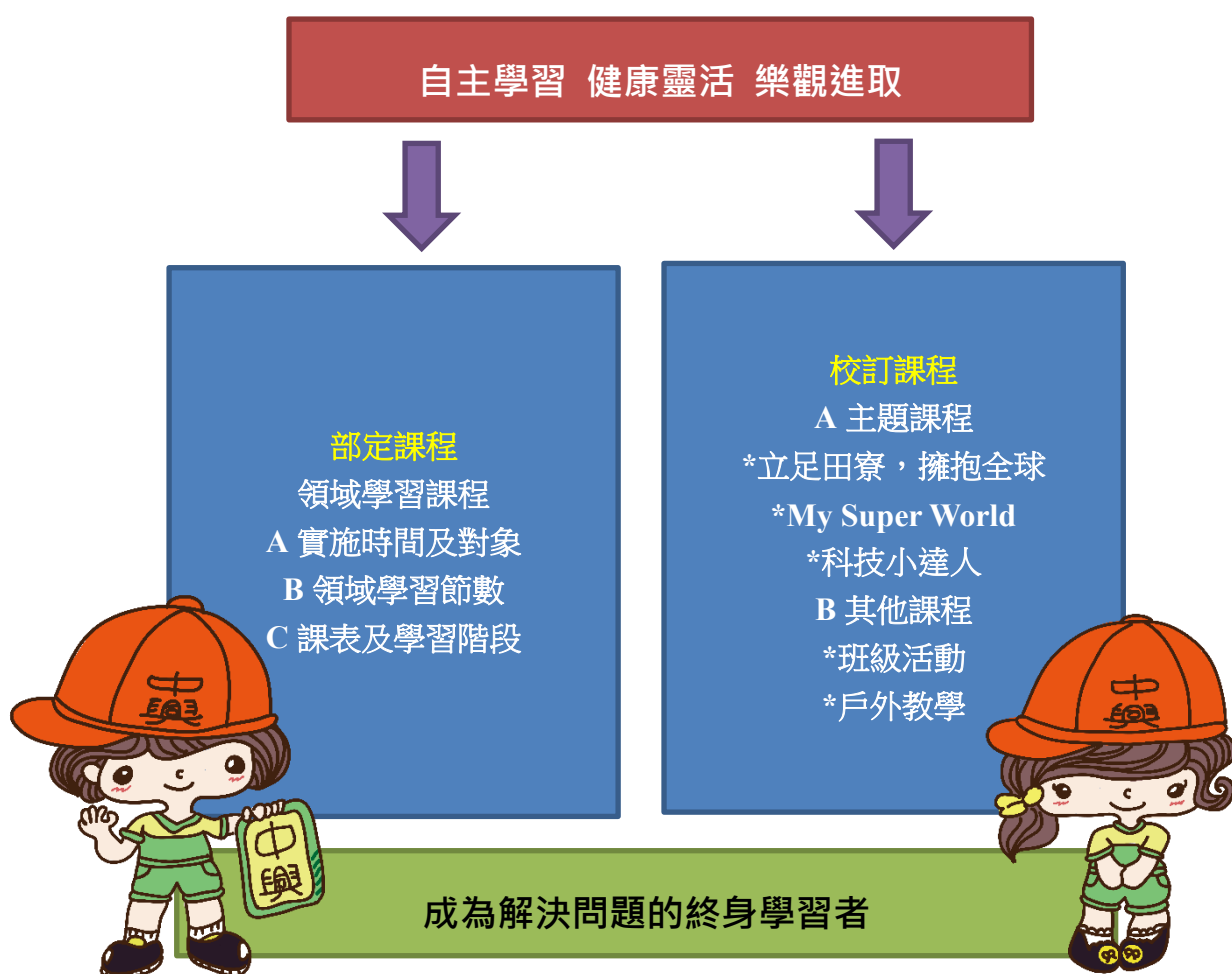 自主學習 健康靈活 樂觀進取
部定課程
領域學習課程
A 實施時間及對象
B 領域學習節數
C 課表及學習階段
校訂課程
A 主題課程
*立足田寮，擁抱全球
*My Super World
*科技小達人
B 其他課程
*班級活動
*戶外教學
中
興
中
興
中
興
成為解決問題的終身學習者